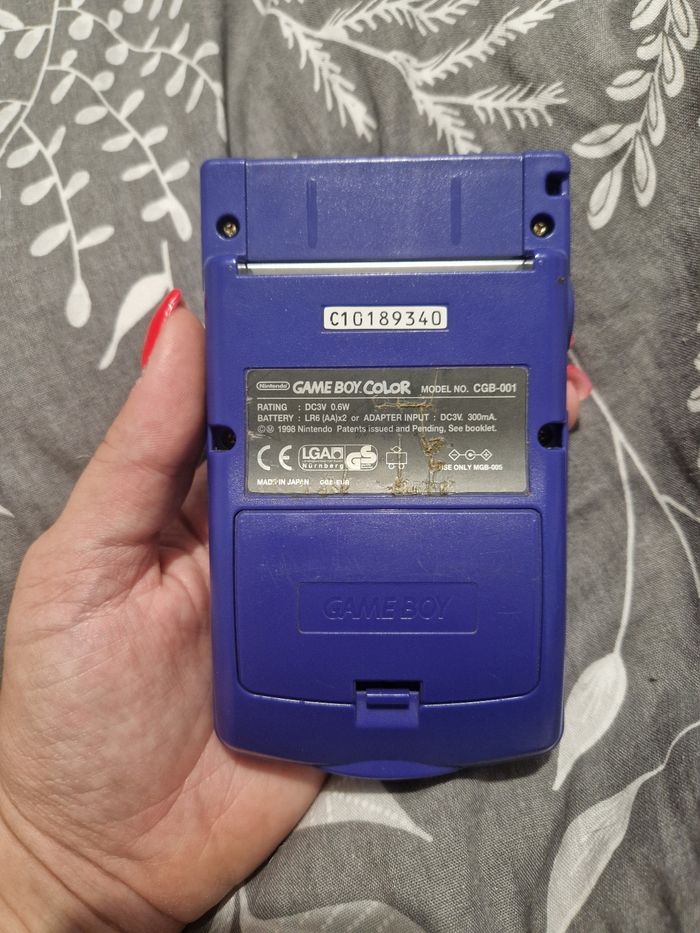 C10189340
Nintendo GAME BOY COLOR MODEL NO. CGB-001
RATING : DC3V 0.6W
BATTERY : LR6 (AA)x2 or ADAPTER INPUT : DC3V. 300mA.
©Ⓜ 1998 Nintendo Patents issued and Pending, See booklet.
CE LGA Nürnberg GS
USE ONLY MGB-005
MADE IN JAPAN
GAME BOY